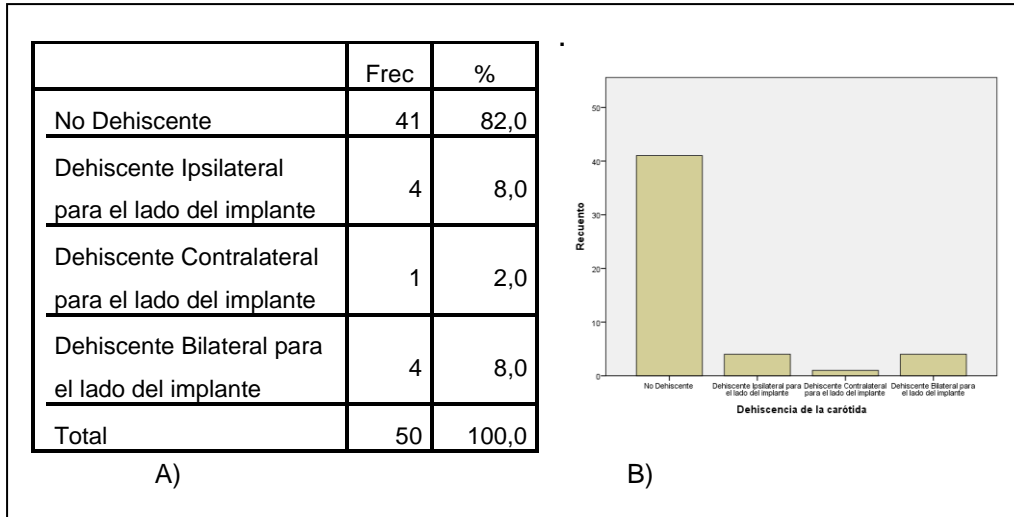 .
Frec %
No Dehiscente 41 82,0
Dehiscente Ipsilateral
para el lado del implante
4 8,0
Dehiscente Contralateral
para el lado del implante
1 2,0
Dehiscente Bilateral para
el lado del implante
4 8,0
Total 50 100,0
A)
50
40
30
20
10
0
Recuento
No Dehiscente
Dehiscente Ipsilateral para
el lado del implante
Dehiscente Contralateral
para el lado del implante
Dehiscente Bilateral para
el lado del implante
Dehiscencia de la carótida
B)